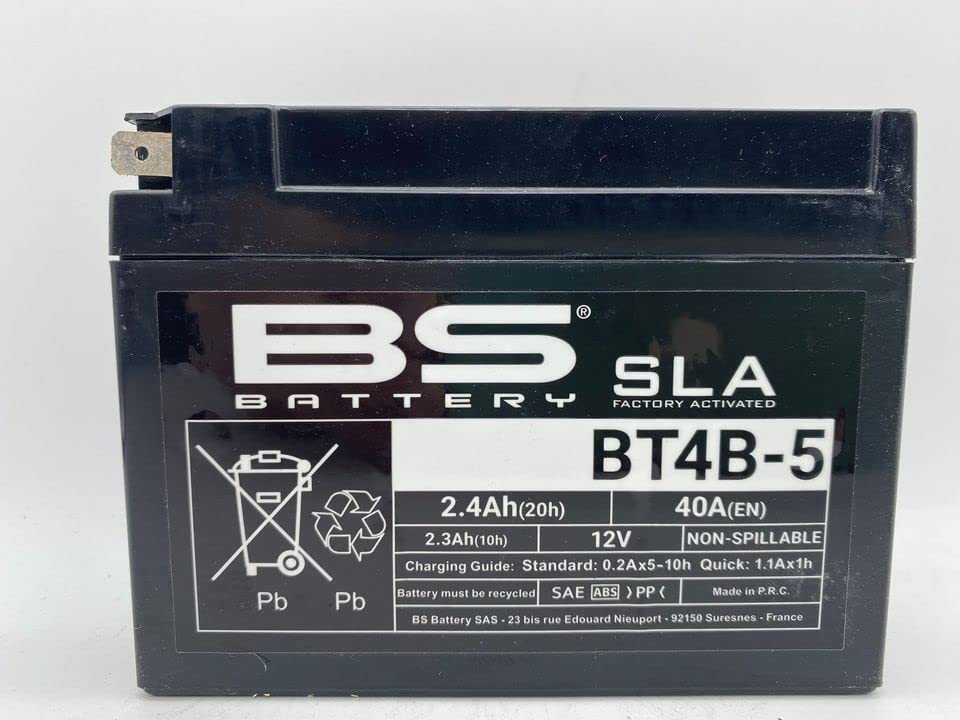 BS®
BATTERY
SLA
FACTORY ACTIVATED
BT4B-5
2.4Ah(20h) 40A(EN)
2.3Ah(10h) 12V NON-SPILLABLE
Charging Guide: Standard: 0.2Ax5-10h Quick: 1.1Ax1h
Battery must be recycled SAE ABS 〉PP〈 Made in P.R.C.
BS Battery SAS - 23 bis rue Edouard Nieuport - 92150 Suresnes - France
Pb Pb